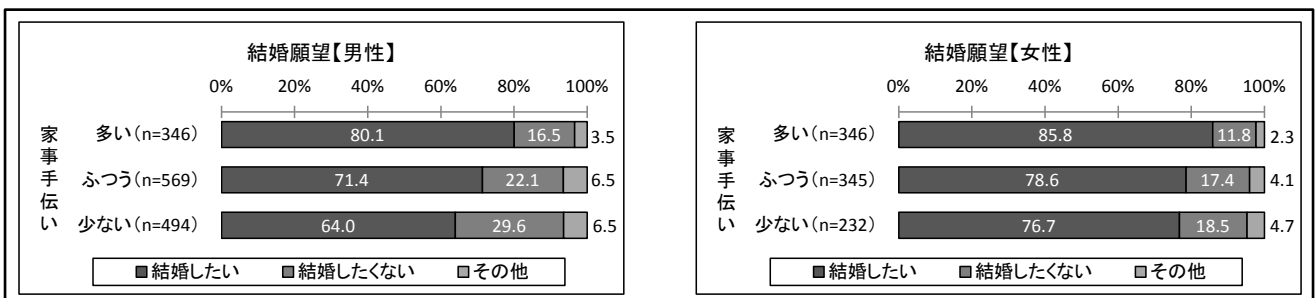 結婚願望【男性】
0% 20% 40% 60% 80% 100%
家事手伝い
多い(n=346) 80.1 16.5 3.5
ふつう(n=569) 71.4 22.1 6.5
少ない(n=494) 64.0 29.6 6.5
■結婚したい ■結婚したくない ■その他
結婚願望【女性】
0% 20% 40% 60% 80% 100%
家事手伝い
多い(n=346) 85.8 11.8 2.3
ふつう(n=345) 78.6 17.4 4.1
少ない(n=232) 76.7 18.5 4.7
■結婚したい ■結婚したくない ■その他